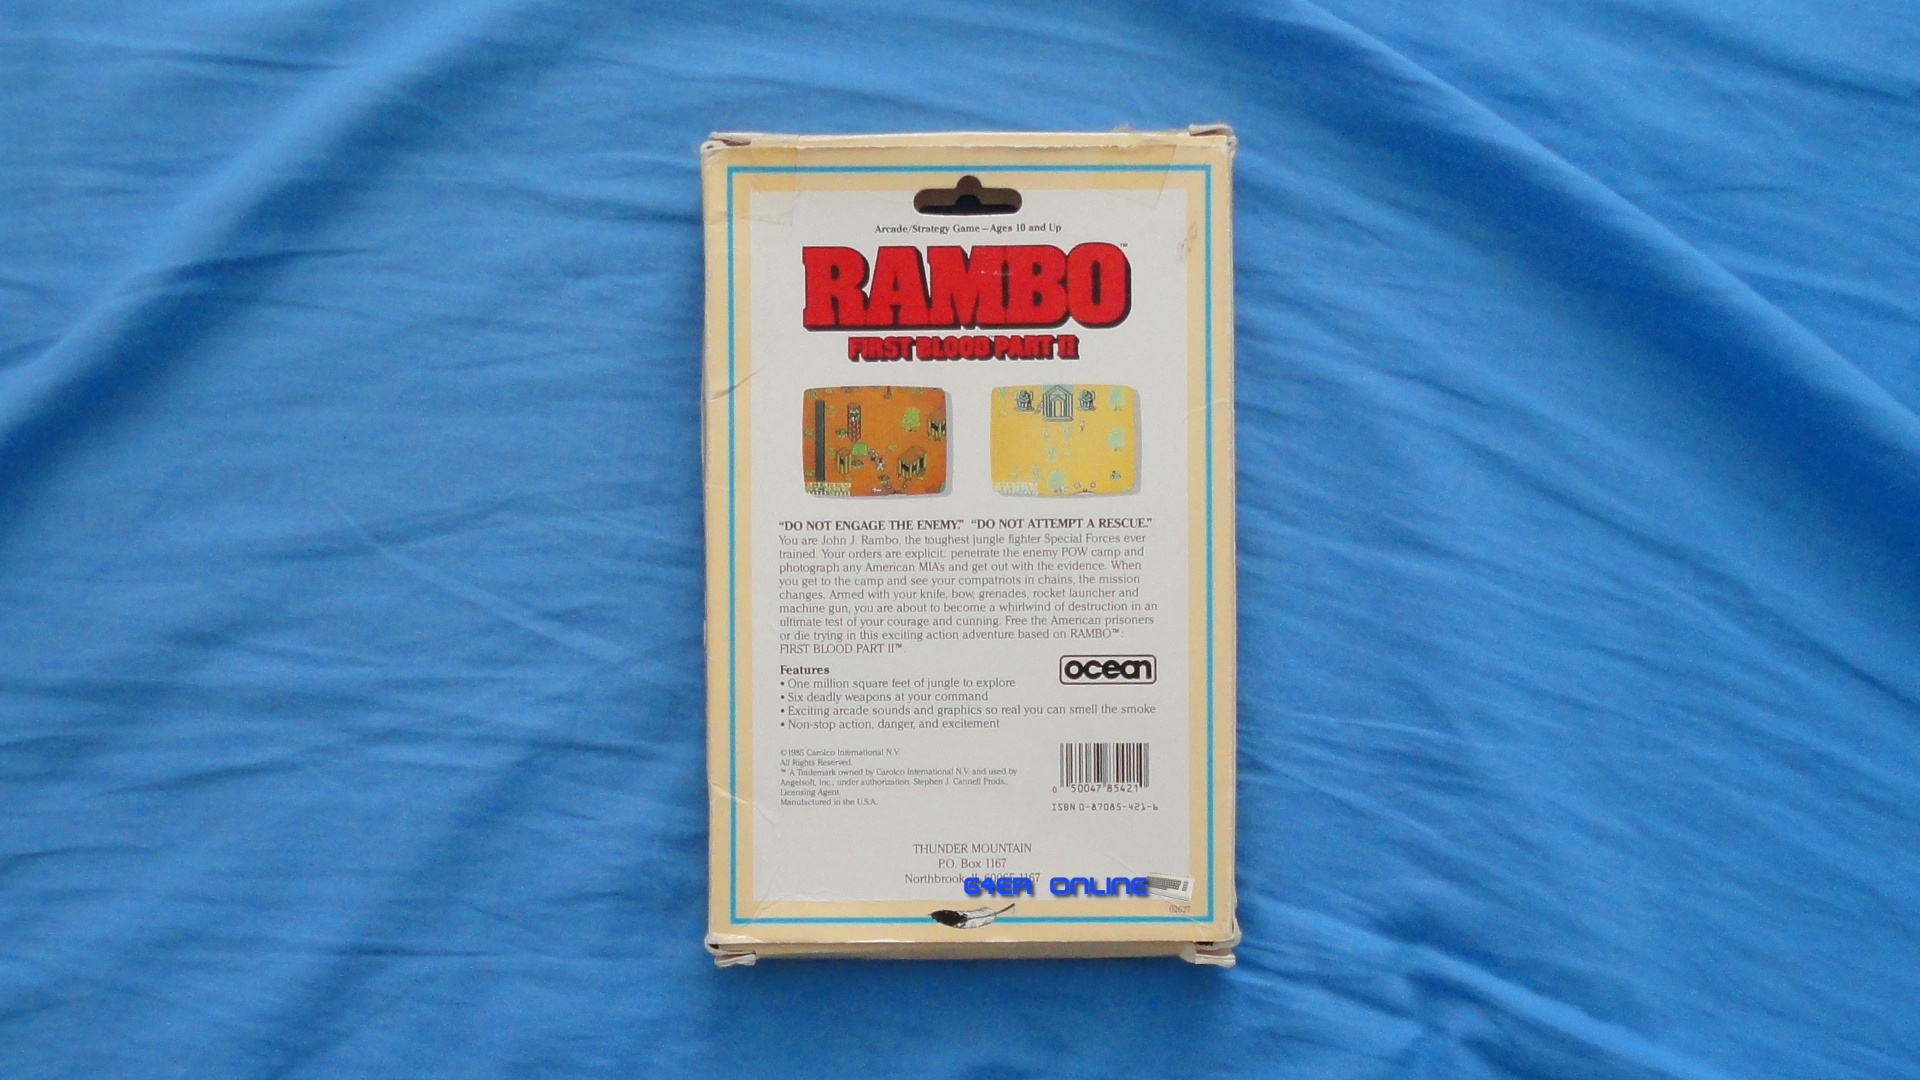 Arcade/Strategy Game – Ages 10 and Up
RAMBO™
FIRST BLOOD PART II
"DO NOT ENGAGE THE ENEMY." "DO NOT ATTEMPT A RESCUE."
You are John J. Rambo, the toughest jungle fighter Special Forces ever
trained. Your orders are explicit: penetrate the enemy POW camp and
photograph any American MIA's and get out with the evidence. When
you get to the camp and see your compatriots in chains, the mission
changes. Armed with your knife, bow, grenades, rocket launcher and
machine gun, you are about to become a whirlwind of destruction in an
ultimate test of your courage and cunning. Free the American prisoners
or die trying in this exciting action adventure based on RAMBO™:
FIRST BLOOD PART II™.
Features
• One million square feet of jungle to explore
• Six deadly weapons at your command
• Exciting arcade sounds and graphics so real you can smell the smoke
• Non-stop action, danger, and excitement
ocean
©1985 Carolco International N.V.
All Rights Reserved.
™ A Trademark owned by Carolco International N.V. and used by
Angelsoft, Inc., under authorization. Stephen J. Cannell Prods.,
Licensing Agent.
Manufactured in the U.S.A.
0 50047 85421
ISBN 0-87085-421-6
THUNDER MOUNTAIN
P.O. Box 1167
Northbrook, IL 60065-1167
64ER ONLINE
02627